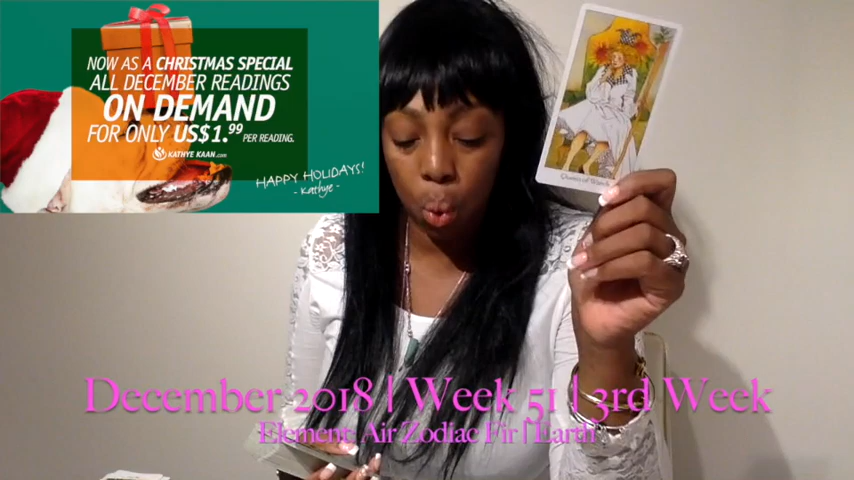 NOW AS A CHRISTMAS SPECIAL
ALL DECEMBER READINGS
ON DEMAND
FOR ONLY US$1.99 PER READING.
KATHYE KAAN.com
HAPPY HOLIDAYS!
- Kathye -
Queen of Wands
December 2018 | Week 51 | 3rd Week
Element: Air Zodiac Fir | Earth